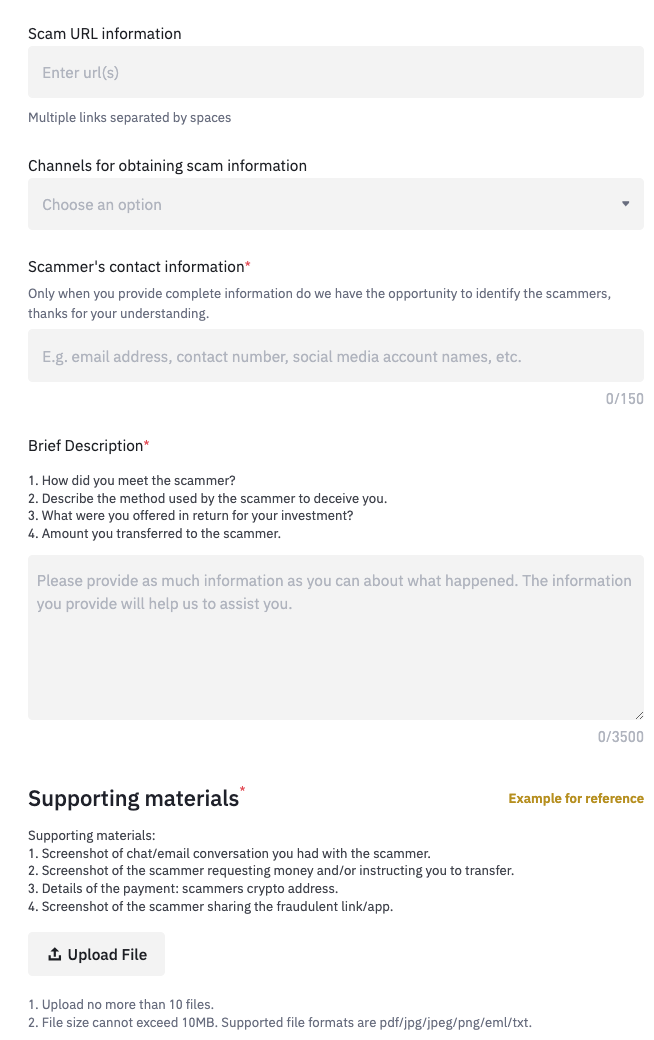 Scam URL information
Enter url(s)
Multiple links separated by spaces
Channels for obtaining scam information
Choose an option
Scammer's contact information*
Only when you provide complete information do we have the opportunity to identify the scammers,
thanks for your understanding.
E.g. email address, contact number, social media account names, etc.
0/150
Brief Description*
1. How did you meet the scammer?
2. Describe the method used by the scammer to deceive you.
3. What were you offered in return for your investment?
4. Amount you transferred to the scammer.
Please provide as much information as you can about what happened. The information
you provide will help us to assist you.
0/3500
Supporting materials*
Example for reference
Supporting materials:
1. Screenshot of chat/email conversation you had with the scammer.
2. Screenshot of the scammer requesting money and/or instructing you to transfer.
3. Details of the payment: scammers crypto address.
4. Screenshot of the scammer sharing the fraudulent link/app.
Upload File
1. Upload no more than 10 files.
2. File size cannot exceed 10MB. Supported file formats are pdf/jpg/jpeg/png/eml/txt.